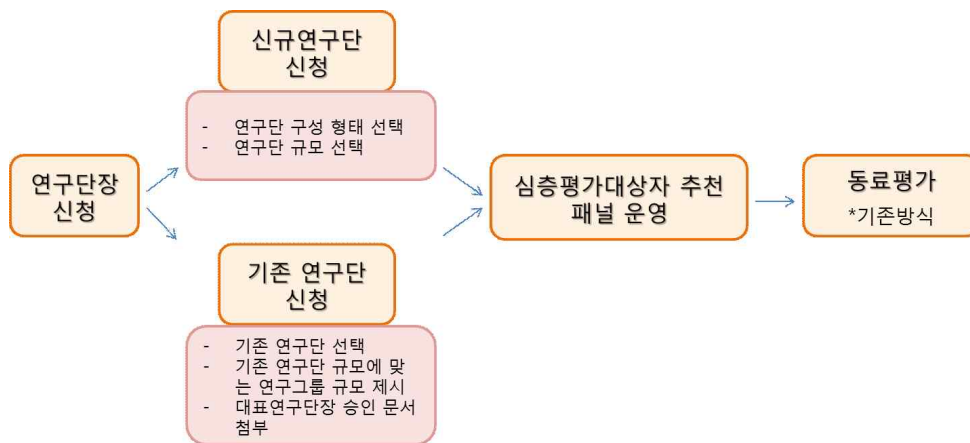 연구단장
신청
신규연구단
신청
- 연구단 구성 형태 선택
- 연구단 규모 선택
기존 연구단
신청
- 기존 연구단 선택
- 기존 연구단 규모에 맞
는 연구그룹 규모 제시
- 대표연구단장 승인 문서
첨부
심층평가대상자 추천
패널 운영
동료평가
*기존방식